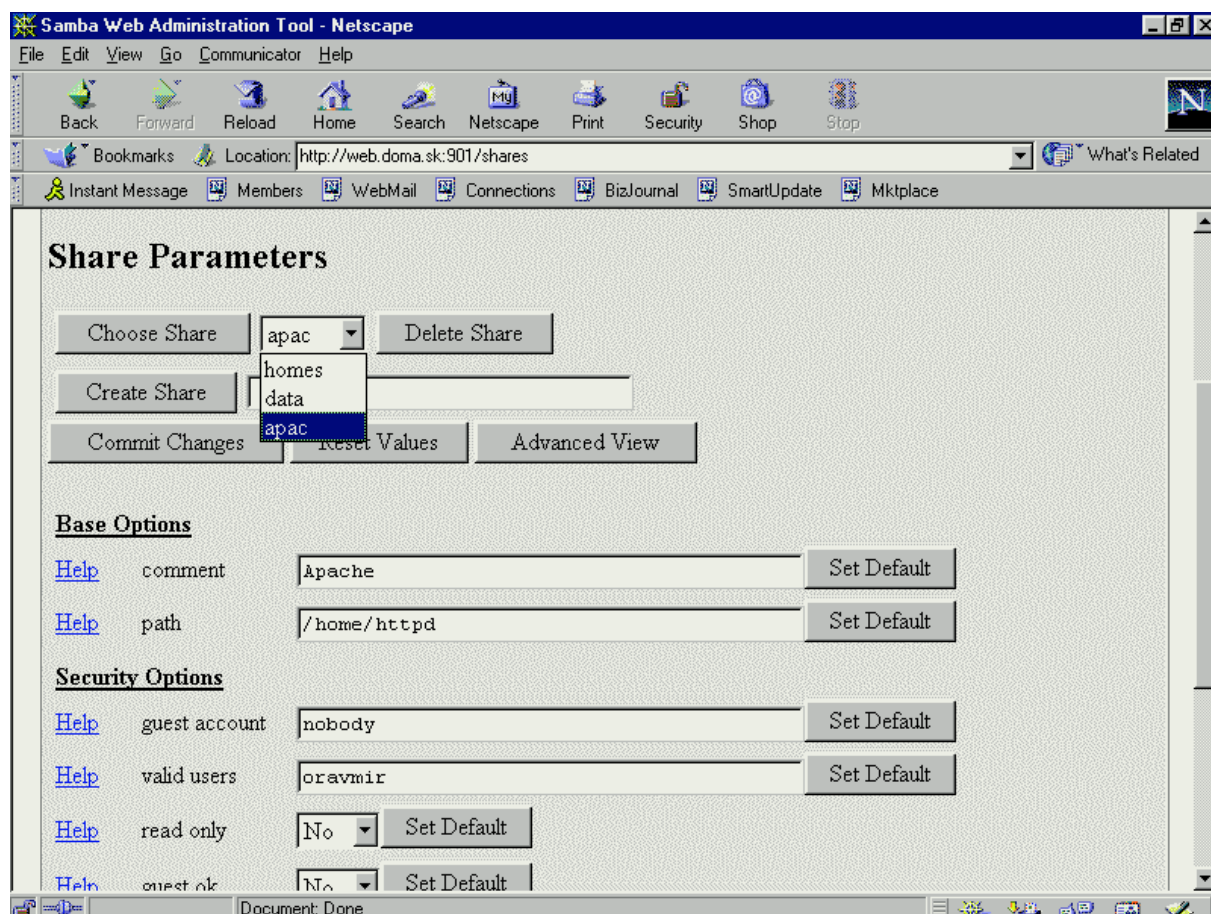 Samba Web Administration Tool - Netscape
File Edit View Go Communicator Help
My
Back Forward Reload Home Search Netscape Print Security Shop Stop
N
Bookmarks Location: http://web.doma.sk:901/shares What's Related
Instant Message Members WebMail Connections BizJournal SmartUpdate Mktplace
Share Parameters
Choose Share apac Delete Share
homes
Create Share data
apac
Commit Changes Reset Values Advanced View
Base Options
Help comment Apache Set Default
Help path /home/httpd Set Default
Security Options
Help guest account nobody Set Default
Help valid users oravmir Set Default
Help read only No Set Default
Help guest ok No Set Default
Document: Done